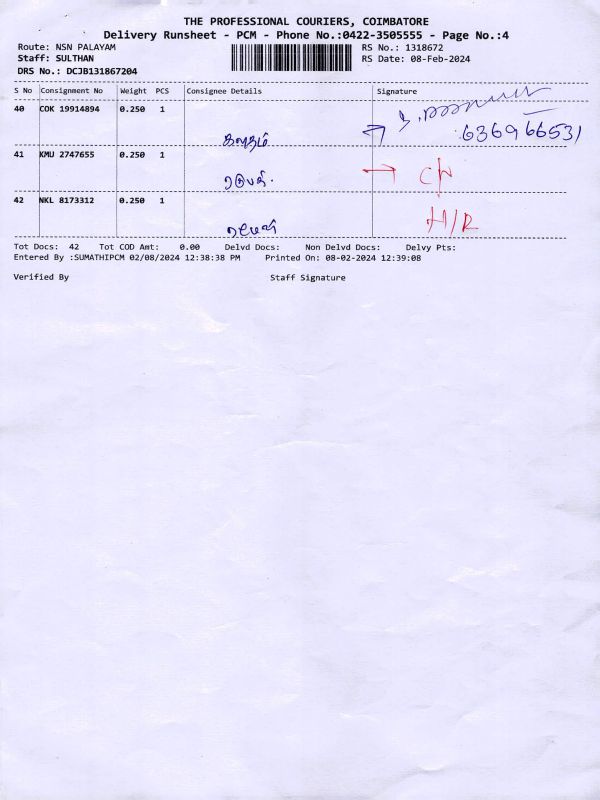 THE PROFESSIONAL COURIERS, COIMBATORE
Delivery Runsheet - PCM - Phone No.:0422-3505555 - Page No.:4
Route: NSN PALAYAM
RS No.: 1318672
Staff: SULTHAN
RS Date: 08-Feb-2024
DRS No.: DCJB131867204
S No Consignment No Weight PCS Consignee Details Signature
40 COK 19914894 0.250 1
6369 66531
41 KMU 2747655 0.250 1
42 NKL 8173312 0.250 1
Tot Docs: 42 Tot COD Amt: 0.00 Delvd Docs: Non Delvd Docs: Delvy Pts:
Entered By :SUMATHIPCM 02/08/2024 12:38:38 PM Printed On: 08-02-2024 12:39:08
Verified By Staff Signature